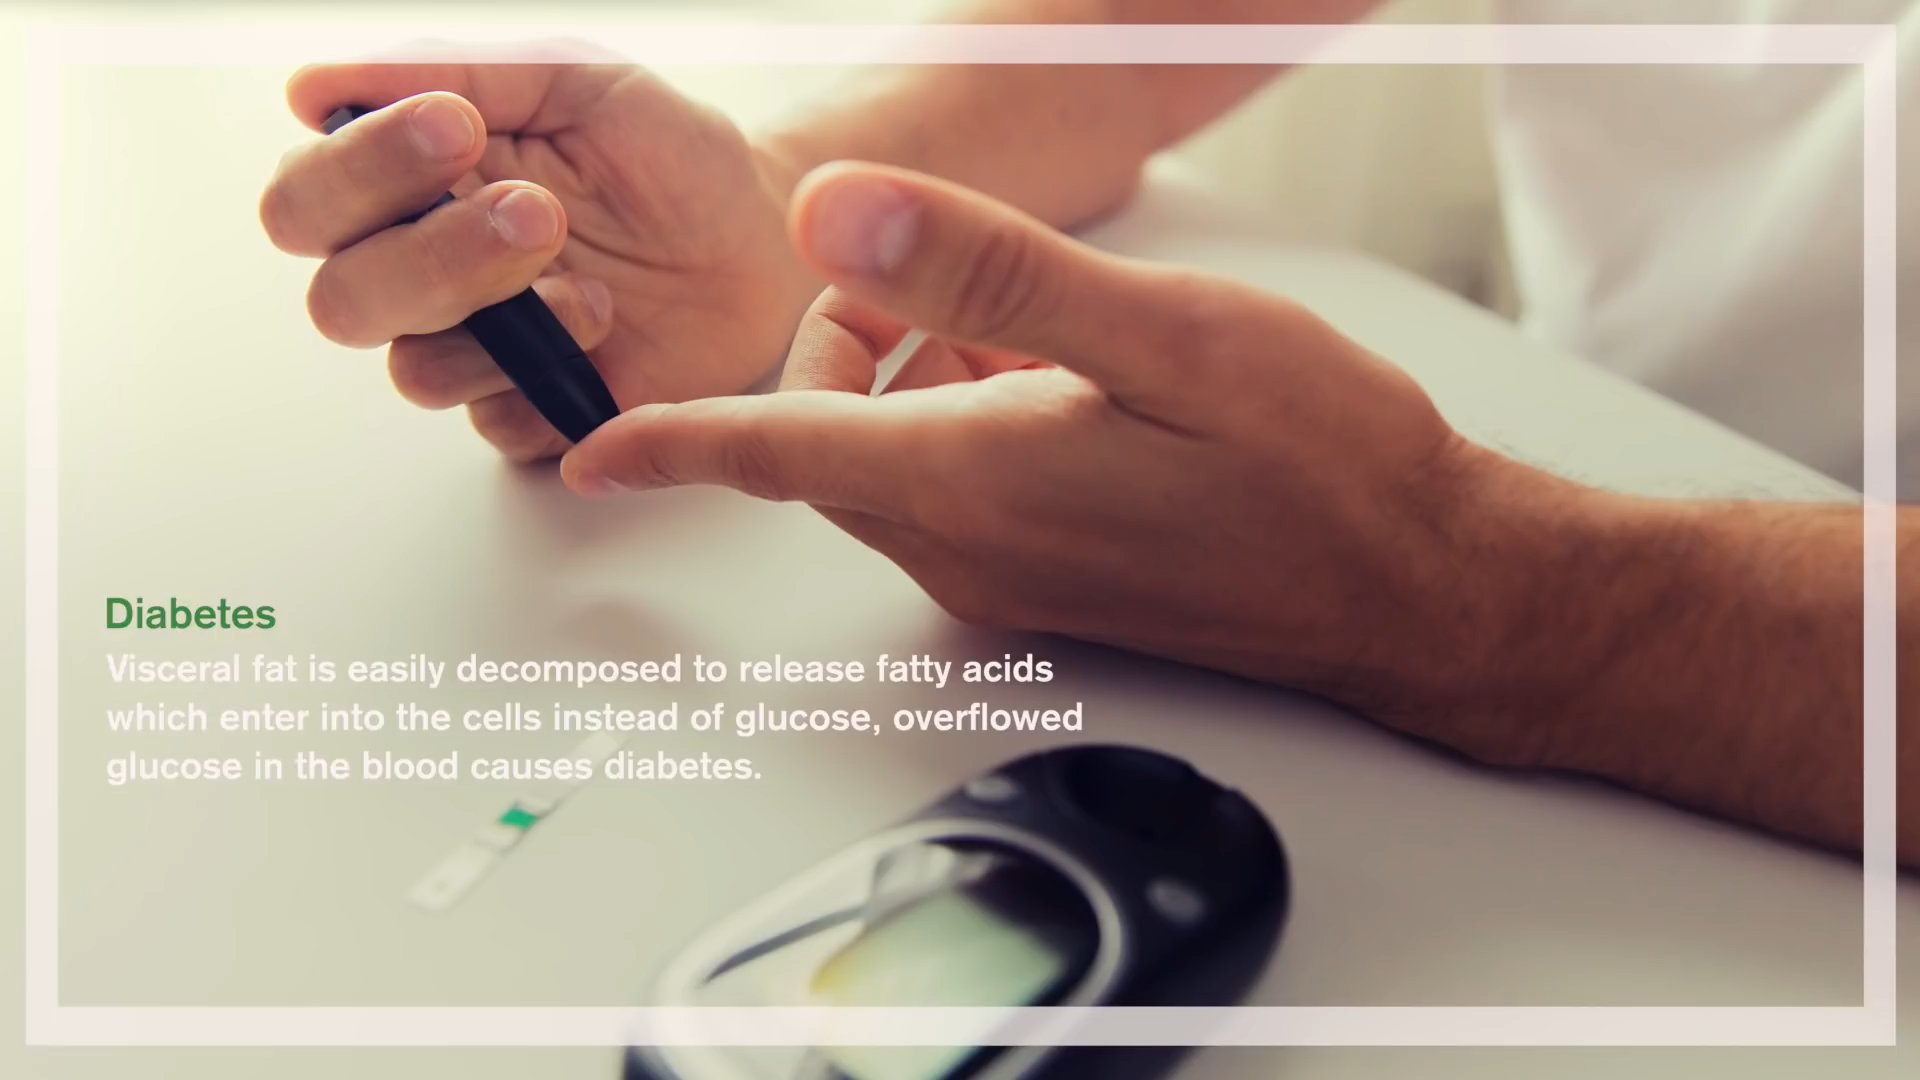 Diabetes
Visceral fat is easily decomposed to release fatty acids
which enter into the cells instead of glucose, overflowed
glucose in the blood causes diabetes.